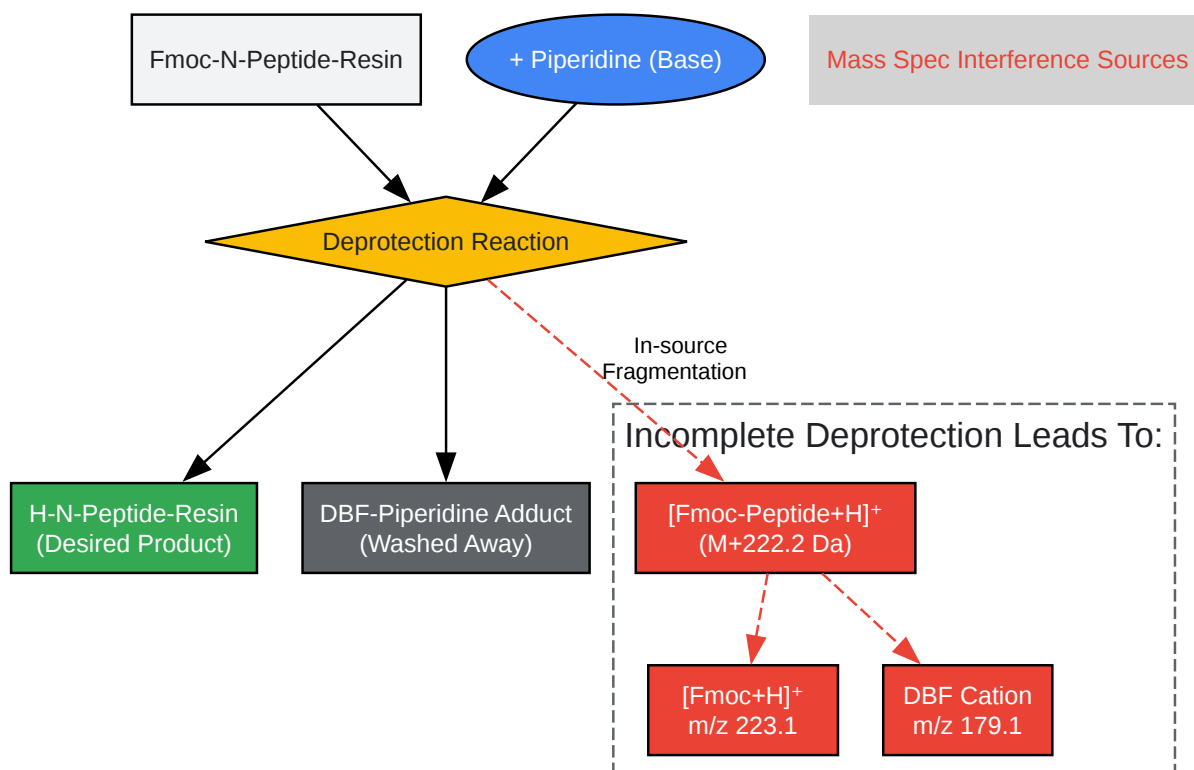 Fmoc-N-Peptide-Resin
+ Piperidine (Base)
Mass Spec Interference Sources
Deprotection Reaction
In-source
Fragmentation
Incomplete Deprotection Leads To:
H-N-Peptide-Resin
(Desired Product)
DBF-Piperidine Adduct
(Washed Away)
[Fmoc-Peptide+H]⁺
(M+222.2 Da)
[Fmoc+H]⁺
m/z 223.1
DBF Cation
m/z 179.1